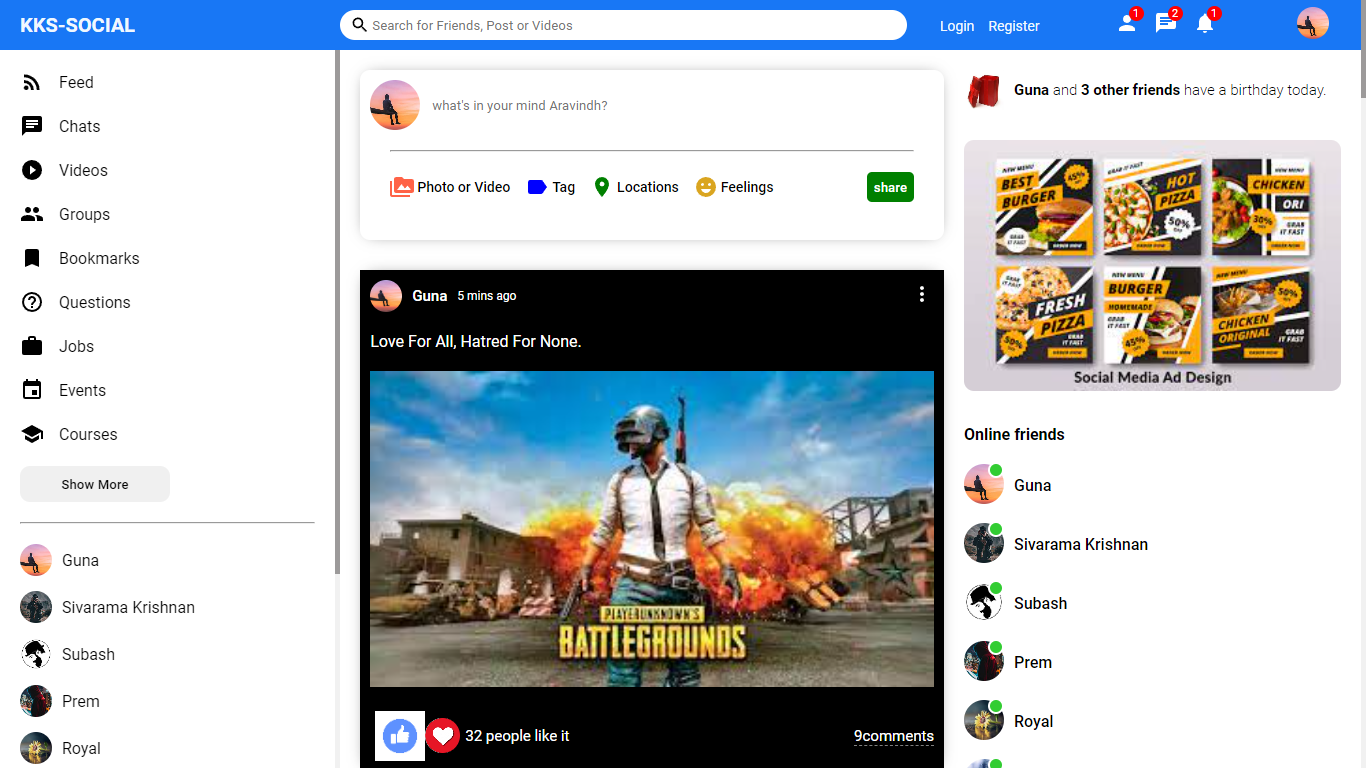 KKS-SOCIAL
Search for Friends, Post or Videos
Login Register
1
2
1
Feed
Chats
Videos
Groups
Bookmarks
Questions
Jobs
Events
Courses
Show More
Guna
Sivarama Krishnan
Subash
Prem
Royal
what's in your mind Aravindh?
Photo or Video Tag Locations Feelings share
Guna 5 mins ago
Love For All, Hatred For None.
PLAYERUNKNOWN'S
BATTLEGROUNDS
32 people like it 9comments
Guna and 3 other friends have a birthday today.
NEW MENU
BEST
BURGER
45%
GRAB
IT FAST
ORDER NOW
GRAB IT FAST
HOT
PIZZA
50%
OFF
ORDER NOW
NEW MENU
CHICKEN
ORI
30%
GRAB
IT FAST
ORDER NOW
GRAB
IT FAST
FRESH
PIZZA
50%
ORDER NOW
NEW MENU
BURGER
HOMEMADE
GRAB
IT FAST
45%
ORDER NOW
NEW MENU
50%
CHICKEN
ORIGINAL
GRAB
IT FAST
ORDER NOW
Social Media Ad Design
Online friends
Guna
Sivarama Krishnan
Subash
Prem
Royal